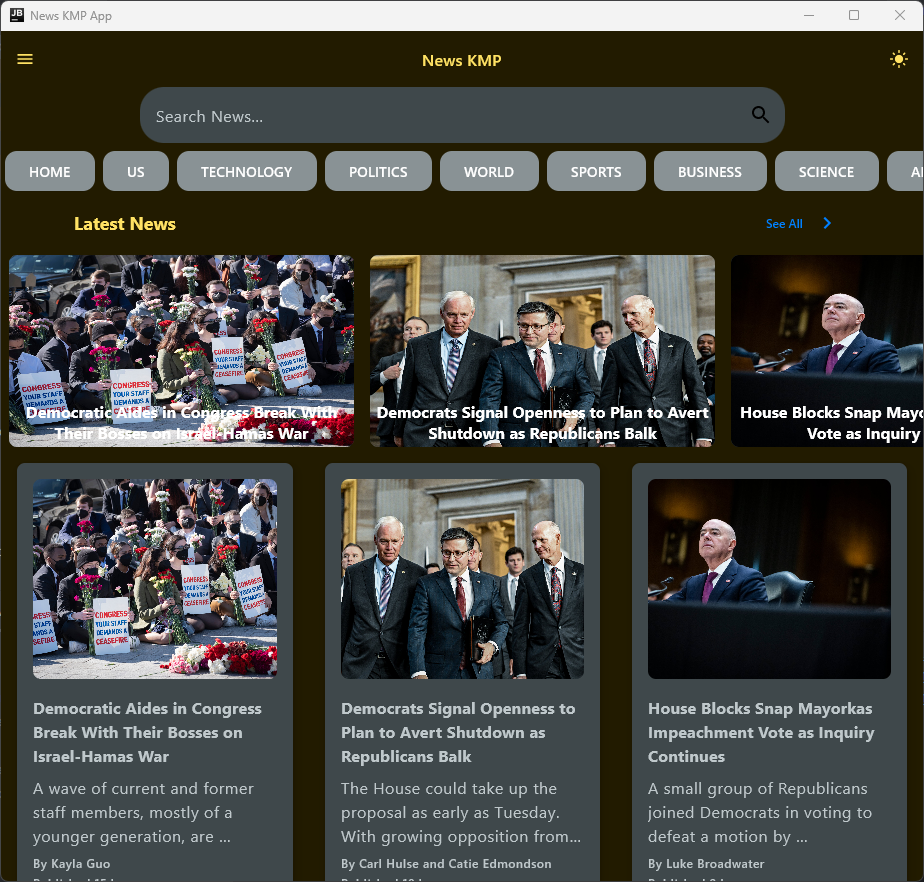 News KMP App
News KMP
Search News...
HOME
US
TECHNOLOGY
POLITICS
WORLD
SPORTS
BUSINESS
SCIENCE
Latest News
See All
CONGRESS
YOUR STAFF
DEMANDS A
CEASEFIRE
Democratic Aides in Congress Break With
Their Bosses on Israel-Hamas War
Democrats Signal Openness to Plan to Avert
Shutdown as Republicans Balk
House Blocks Snap Mayo
Vote as Inquiry
CONGRESS
YOUR STAFF
DEMANDS A
CEASEFIRE
Democratic Aides in Congress
Break With Their Bosses on
Israel-Hamas War
A wave of current and former
staff members, mostly of a
younger generation, are ...
By Kayla Guo
Democrats Signal Openness to
Plan to Avert Shutdown as
Republicans Balk
The House could take up the
proposal as early as Tuesday.
With growing opposition from...
By Carl Hulse and Catie Edmondson
House Blocks Snap Mayorkas
Impeachment Vote as Inquiry
Continues
A small group of Republicans
joined Democrats in voting to
defeat a motion by ...
By Luke Broadwater